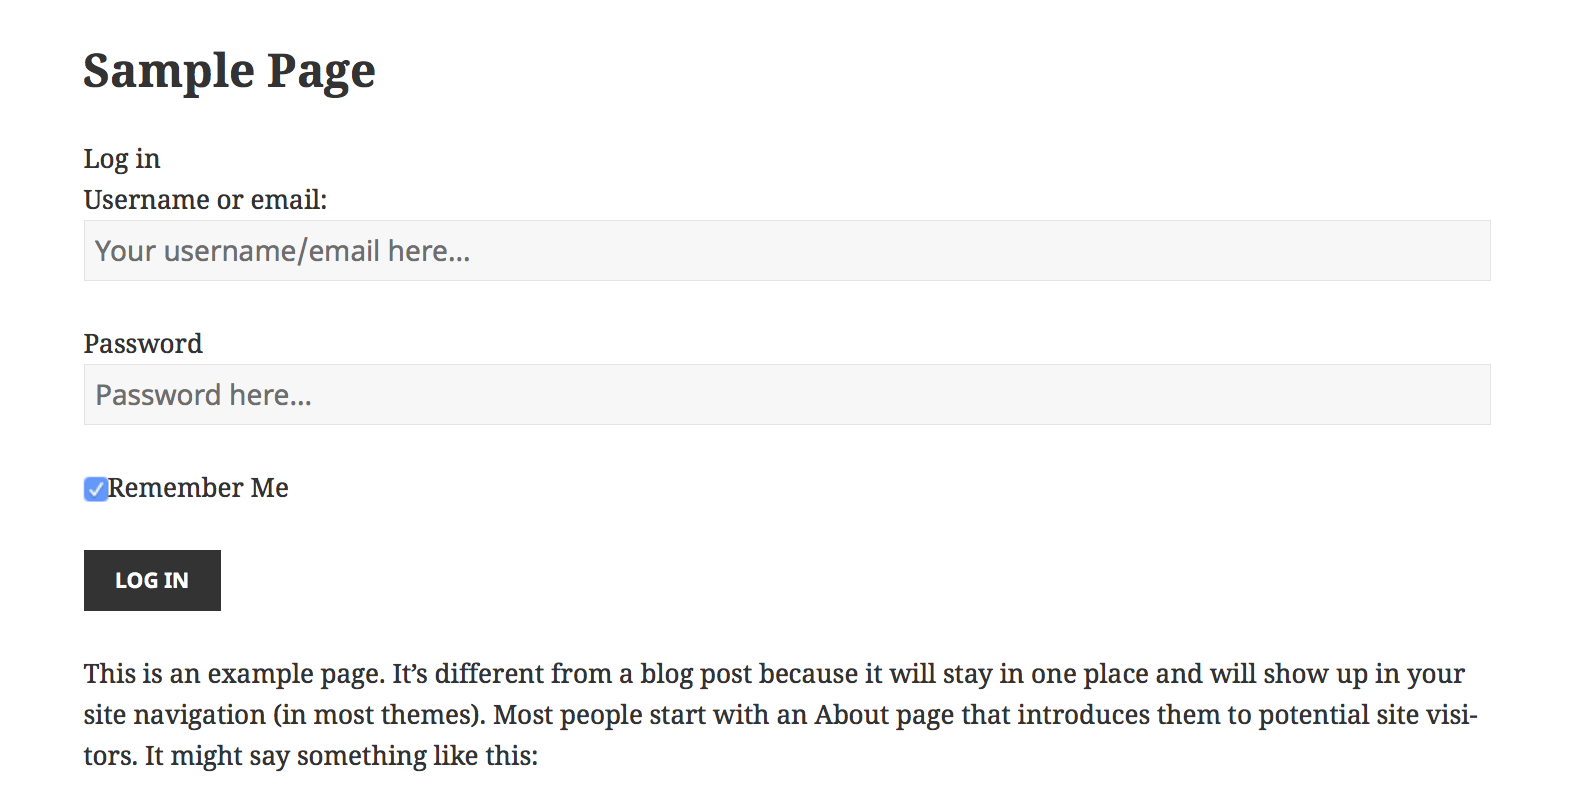 Sample Page
Log in
Username or email:
Your username/email here...
Password
Password here...
Remember Me
LOG IN
This is an example page. It’s different from a blog post because it will stay in one place and will show up in your
site navigation (in most themes). Most people start with an About page that introduces them to potential site visi-
tors. It might say something like this: